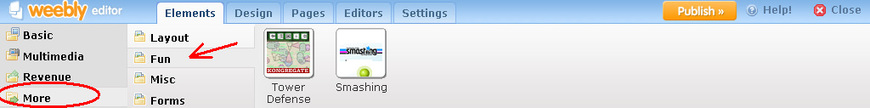 weebly editor Elements Design Pages Editors Settings Publish » Help! Close
Basic
Multimedia
Revenue
More
Layout
Fun
Misc
Forms
KONGREGATE
Tower
Defense
smashing
Smashing